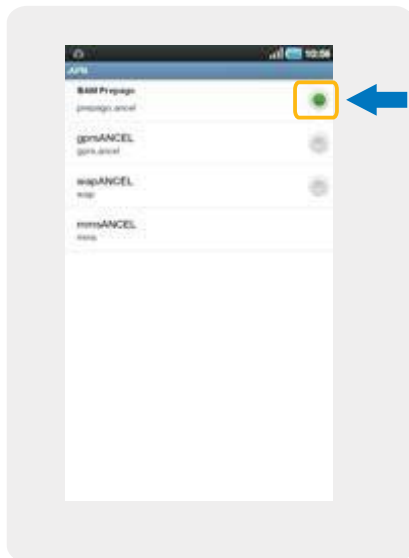 10:56
APN
BAM Prepago
prepago.ancel
gprsANCEL
gprs.ancel
wapANCEL
wap
mmsANCEL
mms